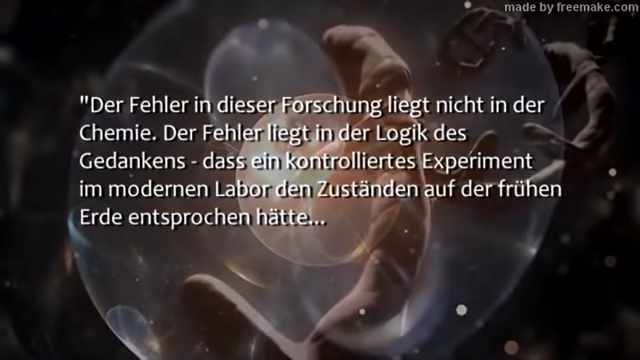 made by freemake.com
"Der Fehler in dieser Forschung liegt nicht in der
Chemie. Der Fehler liegt in der Logik des
Gedankens - dass ein kontrolliertes Experiment
im modernen Labor den Zuständen auf der frühen
Erde entsprochen hätte...